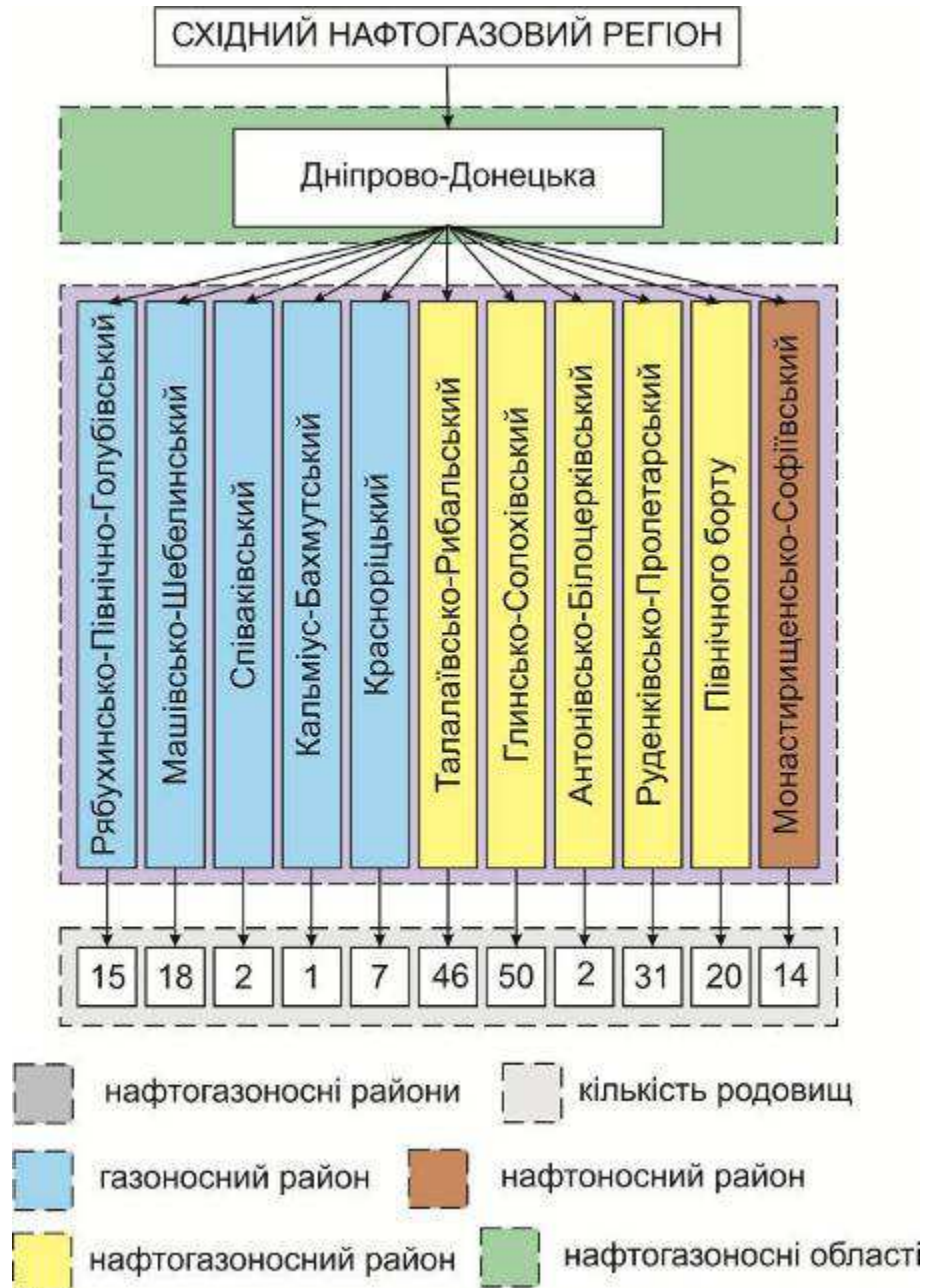 СХІДНИЙ НАФТОГАЗОВИЙ РЕГІОН
Дніпрово-Донецька
Рябухинсько-Північно-Голубівський
Машівсько-Шебелинський
Співаківський
Кальміус-Бахмутський
Красноріцький
Талалаївсько-Рибальський
Глинсько-Солохівський
Антонівсько-Білоцерківський
Руденківсько-Пролетарський
Північного борту
Монастирищенсько-Софіївський
15 18 2 1 7 46 50 2 31 20 14
нафтогазоносні райони
кількість родовищ
газоносний район
нафтоносний район
нафтогазоносний район
нафтогазоносні області